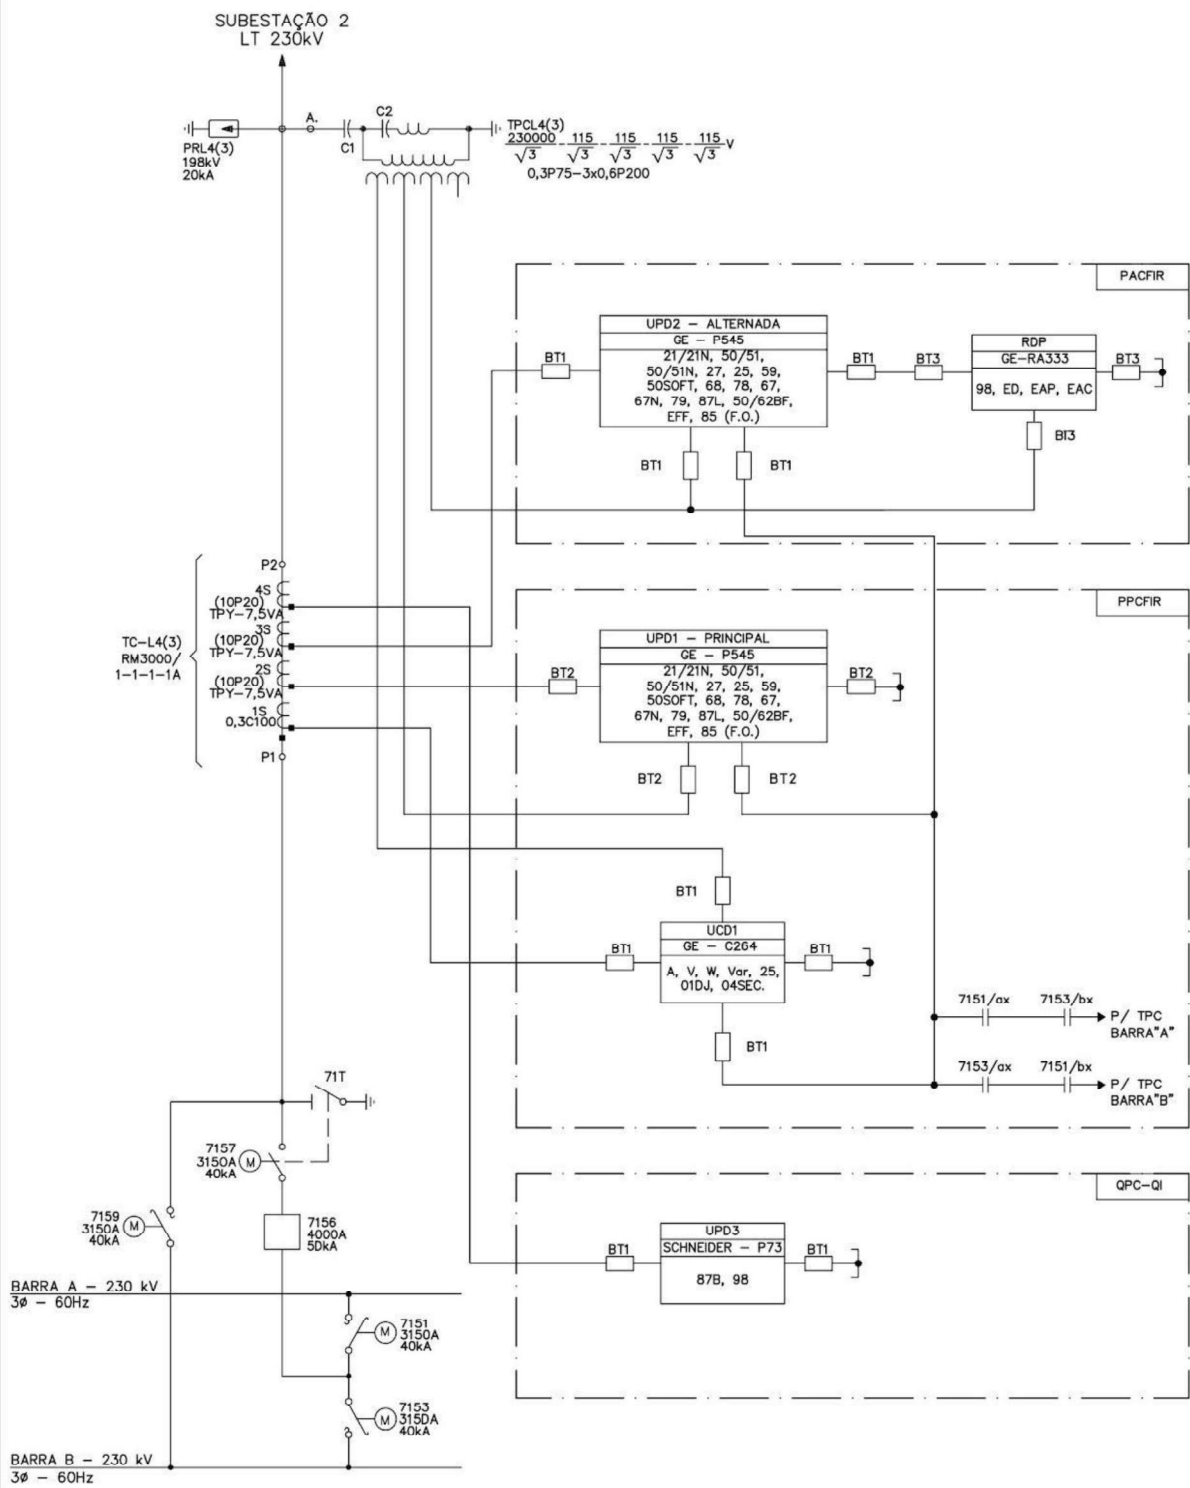 SUBESTAÇÃO 2
LT 230kV
A.
C2
C1
PRL4(3)
198kV
20kA
TPCL4(3)
230000 115 115 115 115
√3 - √3 - √3 - √3 - √3 V
0,3P75-3x0,6P200
PACFIR
UPD2 - ALTERNADA
GE - P545
21/21N, 50/51,
50/51N, 27, 25, 59,
50SOFT, 68, 78, 67,
67N, 79, 87L, 50/62BF,
EFF, 85 (F.O.)
BT1
BT1
BT3
RDP
GE-RA333
98, ED, EAP, EAC
BT3
BT1
BT1
BI3
P2
4S
(10P20)
TPY-7,5VA
3S
(10P20)
TPY-7,5VA
2S
(10P20)
TPY-7,5VA
1S
0,3C100
P1
TC-L4(3)
RM3000/
1-1-1-1A
PPCFIR
UPD1 - PRINCIPAL
GE - P545
21/21N, 50/51,
50/51N, 27, 25, 59,
50SOFT, 68, 78, 67,
67N, 79, 87L, 50/62BF,
EFF, 85 (F.O.)
BT2
BT2
BT2
BT2
BT1
UCD1
GE - C264
A, V, W, Var, 25,
01DJ, 04SEC.
BT1
BT1
BT1
7151/ax 7153/bx
P/ TPC
BARRA"A"
7153/ax 7151/bx
P/ TPC
BARRA"B"
71T
7157
3150A
40kA
M
7159
3150A
40kA
M
7156
4000A
5DkA
QPC-QI
UPD3
SCHNEIDER - P73
87B, 98
BT1
BT1
BARRA A - 230 kV
3ø - 60Hz
M
7151
3150A
40kA
M
7153
315DA
40kA
BARRA B - 230 kV
3ø - 60Hz